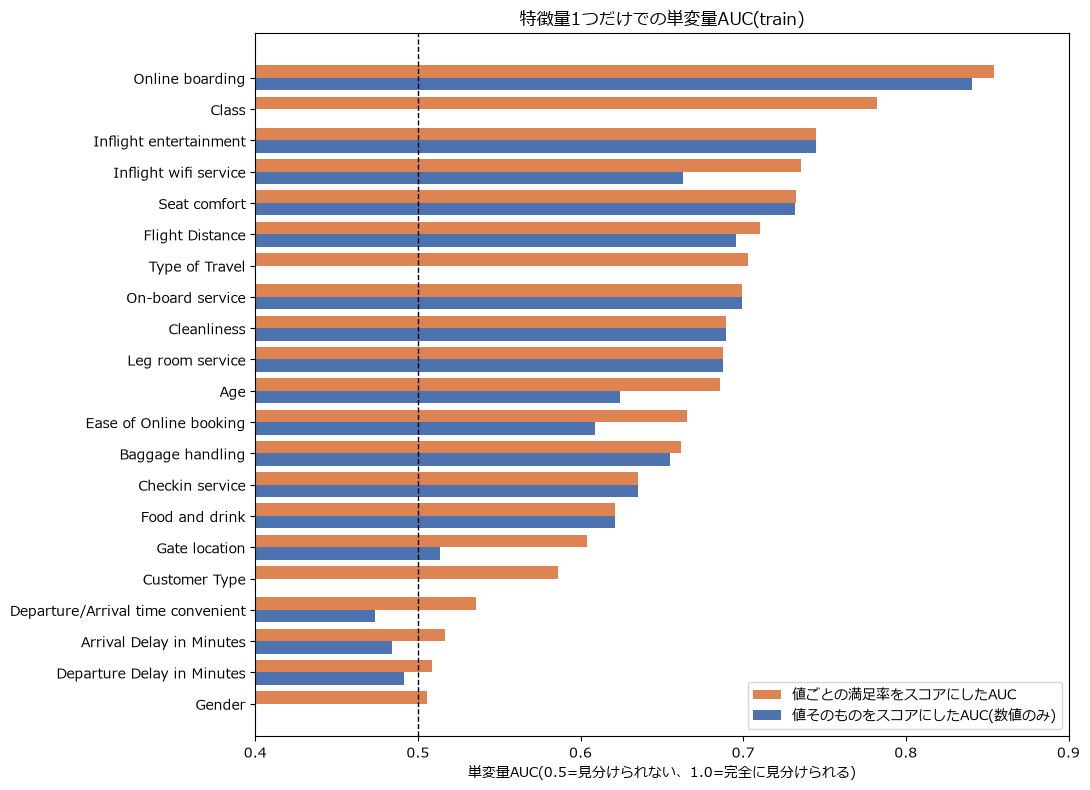 特徴量1つだけでの単変量AUC(train)
Online boarding
Class
Inflight entertainment
Inflight wifi service
Seat comfort
Flight Distance
Type of Travel
On-board service
Cleanliness
Leg room service
Age
Ease of Online booking
Baggage handling
Checkin service
Food and drink
Gate location
Customer Type
Departure/Arrival time convenient
Arrival Delay in Minutes
Departure Delay in Minutes
Gender
値ごとの満足率をスコアにしたAUC
値そのものをスコアにしたAUC(数値のみ)
0.4 0.5 0.6 0.7 0.8 0.9
単変量AUC(0.5=見分けられない、1.0=完全に見分けられる)